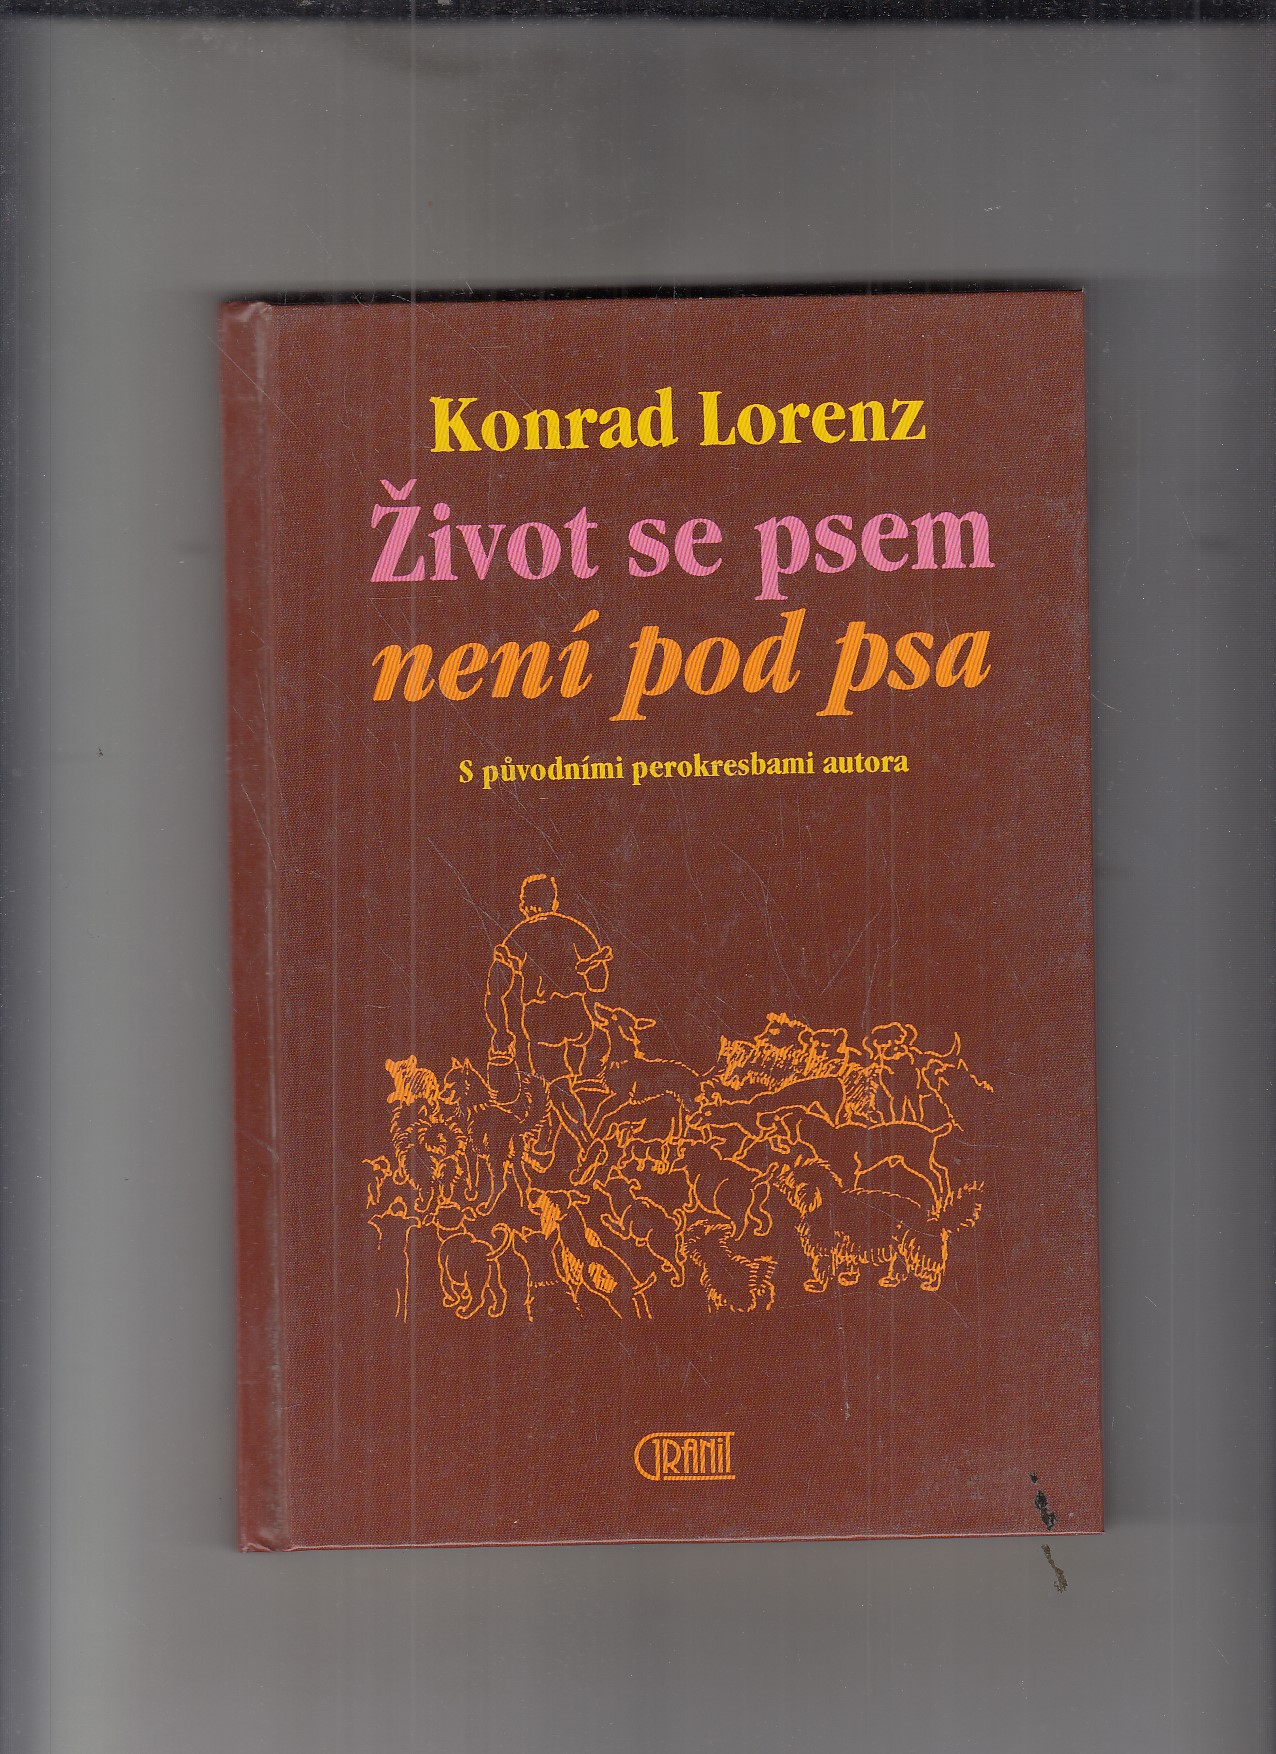 Konrad Lorenz
Život se psem
není pod psa
S původními perokresbami autora
GRANIT